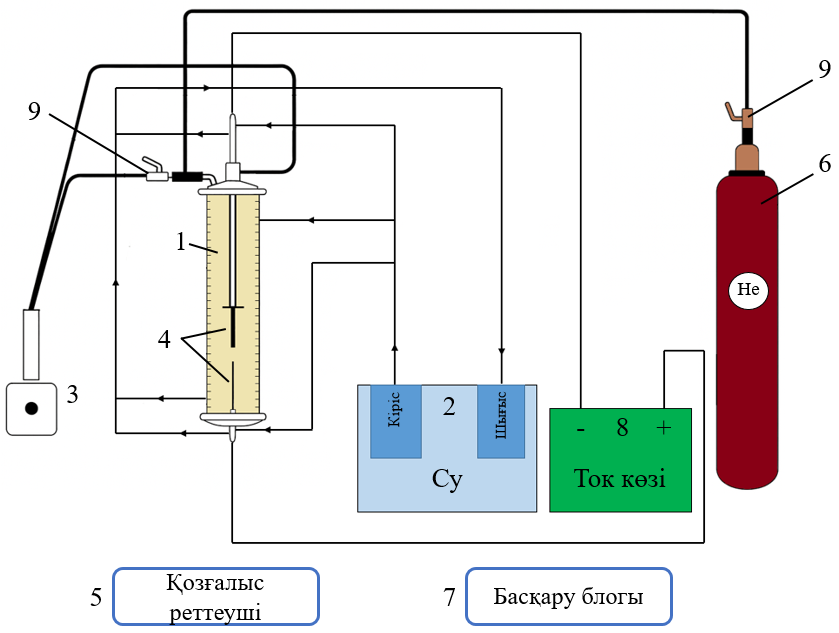 9
9
6
1
Не
4
3
Кіріс
2
Шығыс
Су
- 8 +
Ток көзі
5
Қозғалыс
реттеуші
7
Басқару блогы